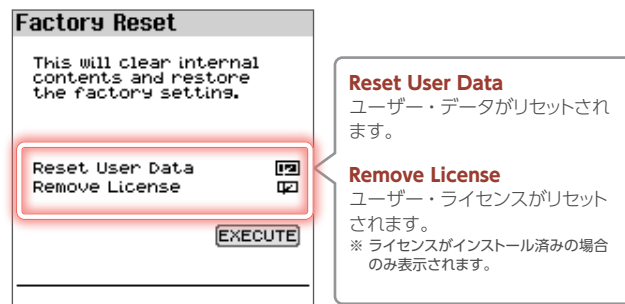 Factory Reset
This will clear internal
contents and restore
the factory setting.
Reset User Data
Remove License
EXECUTE
Reset User Data
ユーザー・データがリセットされ
ます。
Remove License
ユーザー・ライセンスがリセット
されます。
※ ライセンスがインストール済みの場合
のみ表示されます。